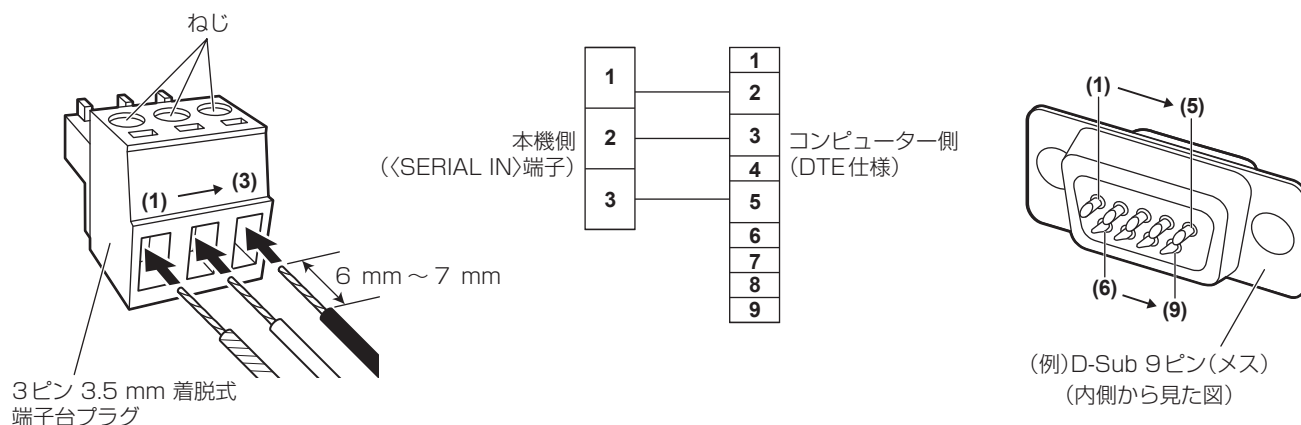 ねじ
(1) (3)
6 mm～7 mm
3ピン 3.5 mm 着脱式
端子台プラグ
本機側
(〈SERIAL IN〉端子)
1
2
3
1
2
3
4
5
6
7
8
9
コンピューター側
(DTE仕様)
(1) (5)
(6) (9)
(例)D-Sub 9ピン(メス)
(内側から見た図)